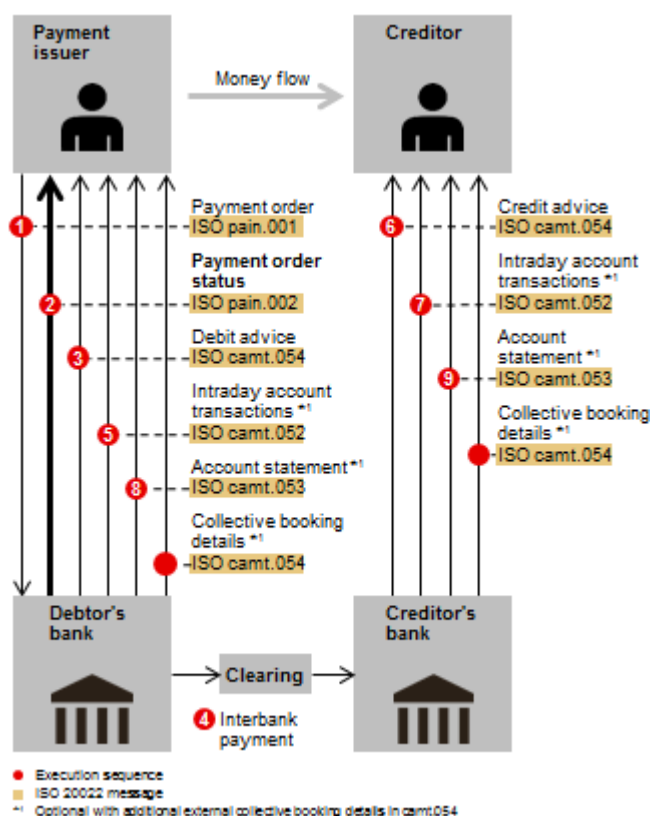 Payment
issuer
Creditor
Money flow
1
Payment order
ISO pain.001
Payment order
status
2
ISO pain.002
Debit advice
3
ISO camt.054
Intraday account
transactions *¹
5
ISO camt.052
Account statement *¹
8
ISO camt.053
Collective booking
details *¹
ISO camt.054
Credit advice
6
ISO camt.054
Intraday account
transactions *¹
7
ISO camt.052
Account
statement *¹
9
ISO camt.053
Collective booking
details *¹
ISO camt.054
Debtor's
bank
Clearing
4 Interbank
payment
Creditor's
bank
Execution sequence
ISO 20022 message
*¹ Optional with additional external collective booking details in camt.054